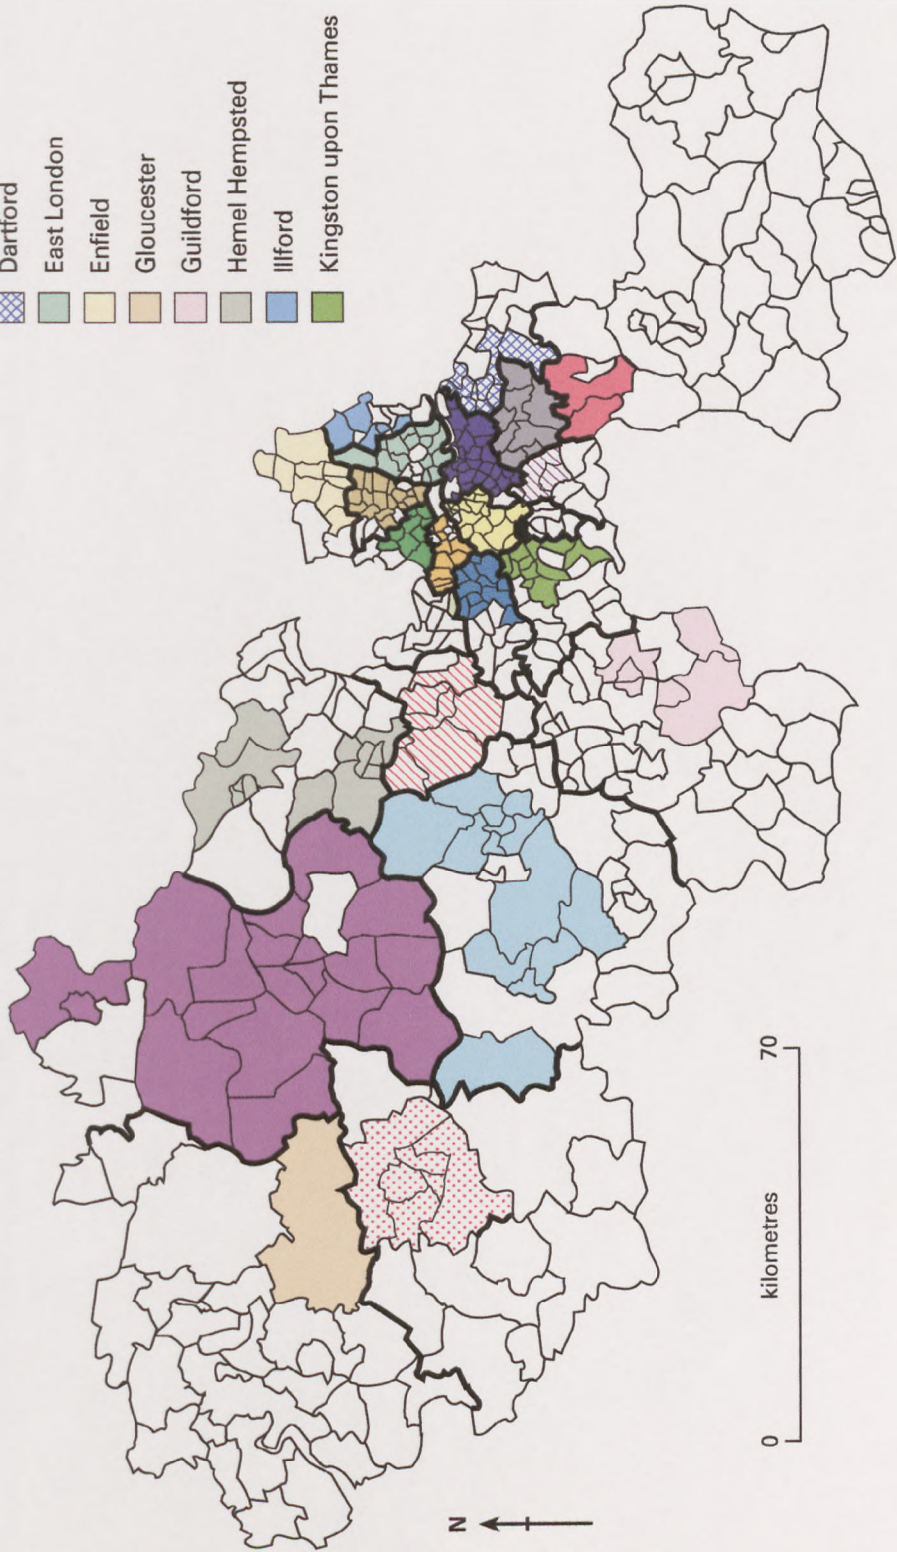 Dartford
East London
Enfield
Gloucester
Guildford
Hemel Hempsted
Illford
Kingston upon Thames
N
0
kilometres
70